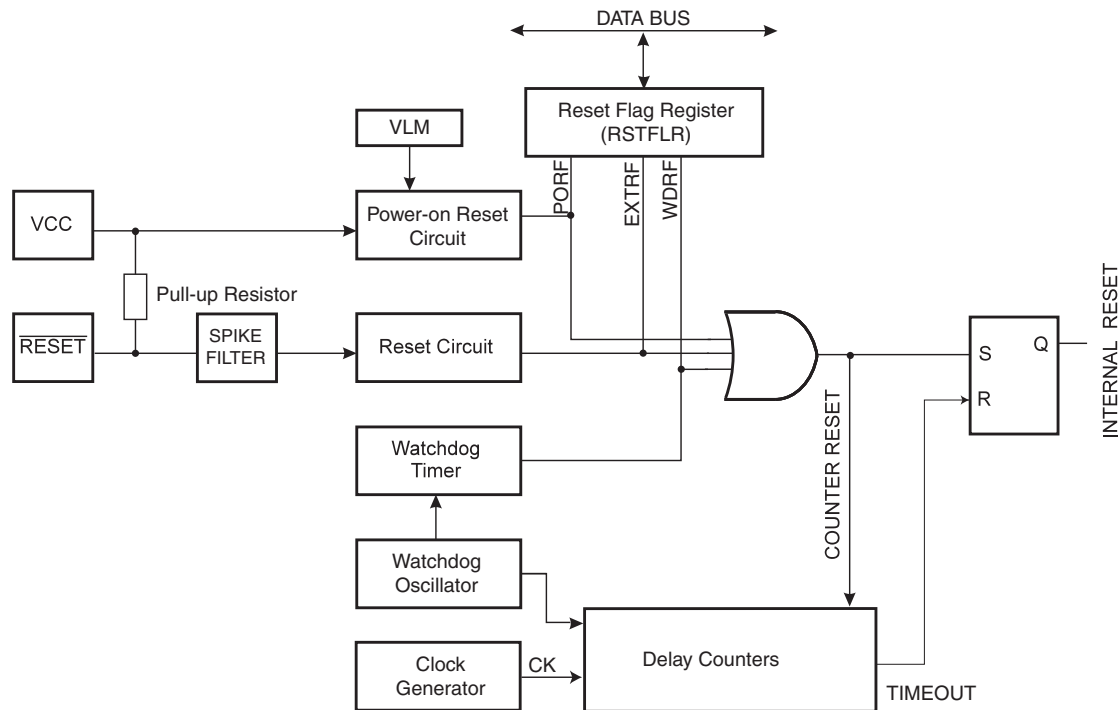 DATA BUS
Reset Flag Register
(RSTFLR)
VLM
PORF
EXTRF
WDRF
VCC
Power-on Reset
Circuit
Pull-up Resistor
RESET
SPIKE
FILTER
Reset Circuit
S
Q
R
INTERNAL RESET
Watchdog
Timer
COUNTER RESET
Watchdog
Oscillator
Clock
Generator
CK
Delay Counters
TIMEOUT